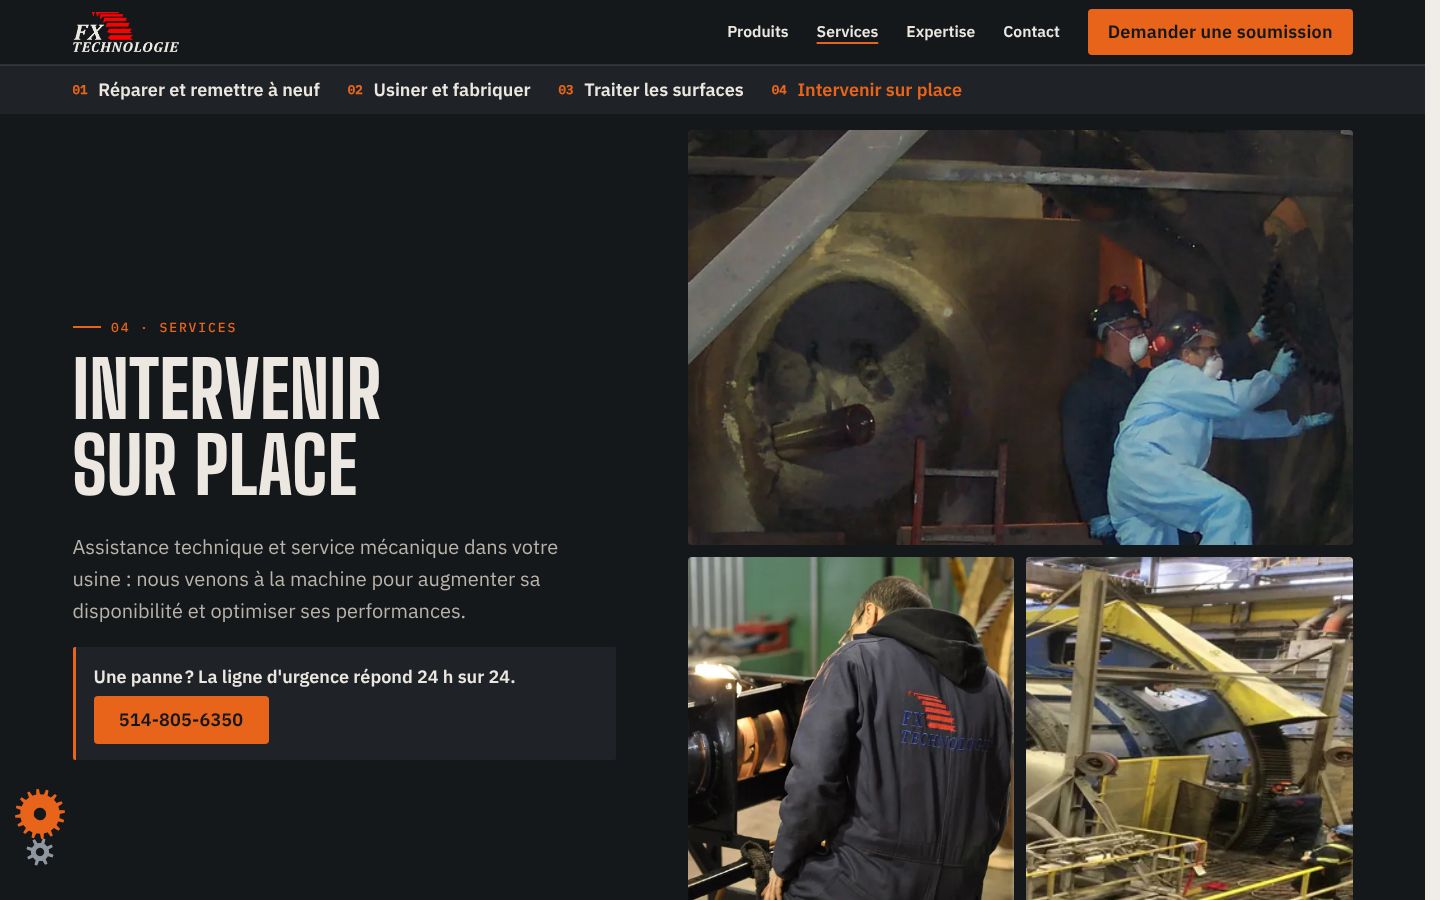 FX
TECHNOLOGIE
Produits
Services
Expertise
Contact
Demander une soumission
01 Réparer et remettre à neuf
02 Usiner et fabriquer
03 Traiter les surfaces
04 Intervenir sur place
04 · SERVICES
INTERVENIR
SUR PLACE
Assistance technique et service mécanique dans votre
usine : nous venons à la machine pour augmenter sa
disponibilité et optimiser ses performances.
Une panne ? La ligne d'urgence répond 24 h sur 24.
514-805-6350
FX
TECHNOLOGIE